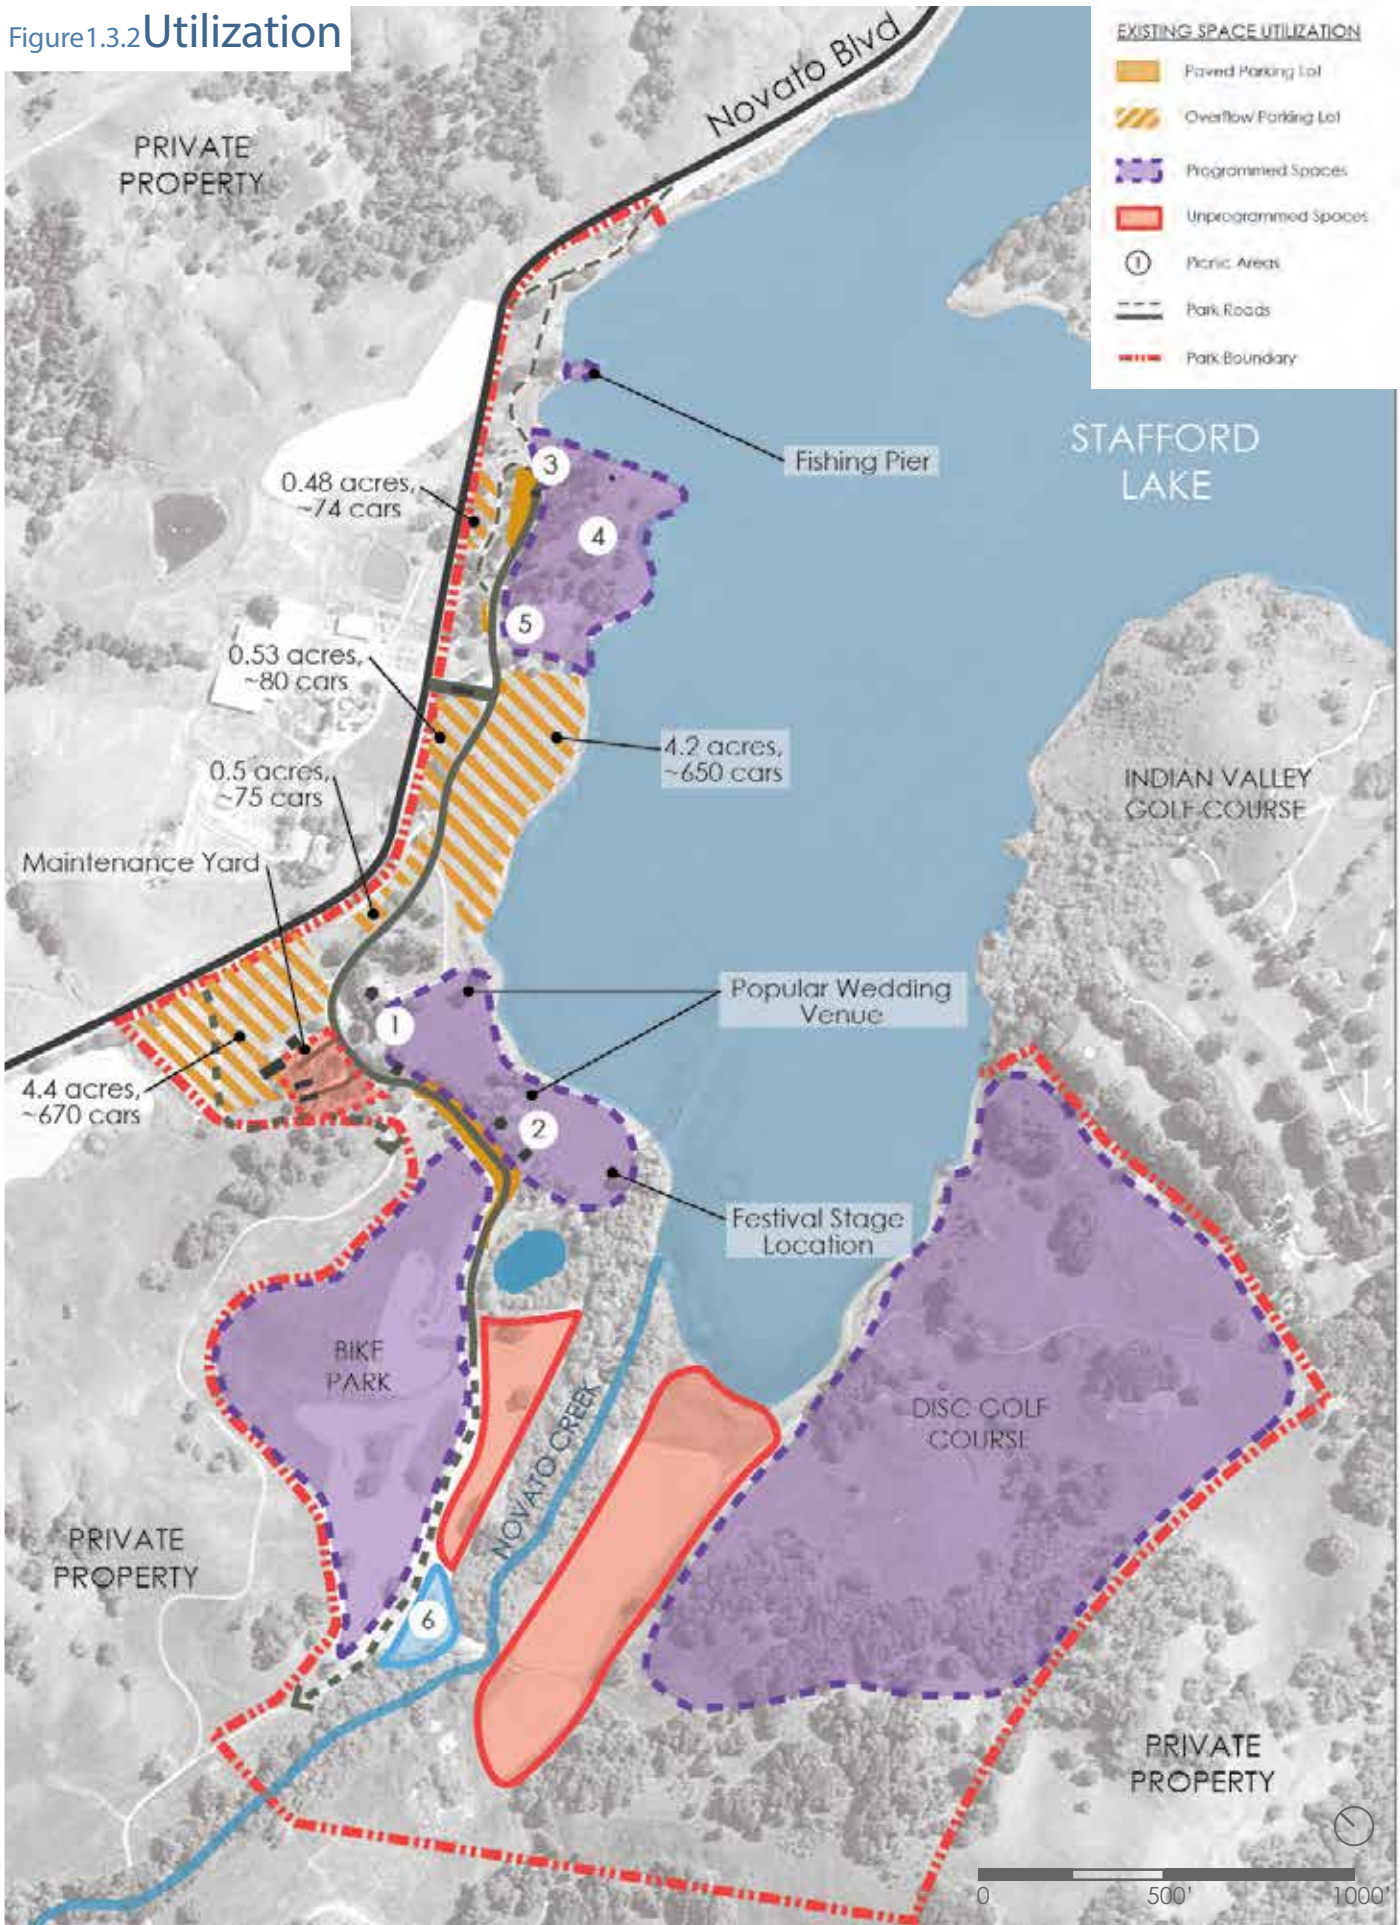 Figure1.3.2Utilization
EXISTING SPACE UTILIZATION
Paved Parking Lot
Overflow Parking Lot
Programmed Spaces
Unprogrammed Spaces
1
Picnic Areas
Park Roads
Park Boundary
Novato Blvd
PRIVATE
PROPERTY
STAFFORD
LAKE
Fishing Pier
3
0.48 acres,
~74 cars
4
5
0.53 acres,
~80 cars
4.2 acres,
~650 cars
0.5 acres,
~75 cars
INDIAN VALLEY
GOLF COURSE
Maintenance Yard
Popular Wedding
Venue
1
4.4 acres,
~670 cars
2
Festival Stage
Location
BIKE
PARK
DISC GOLF
COURSE
NOVATO CREEK
PRIVATE
PROPERTY
6
PRIVATE
PROPERTY
0
500'
1000'